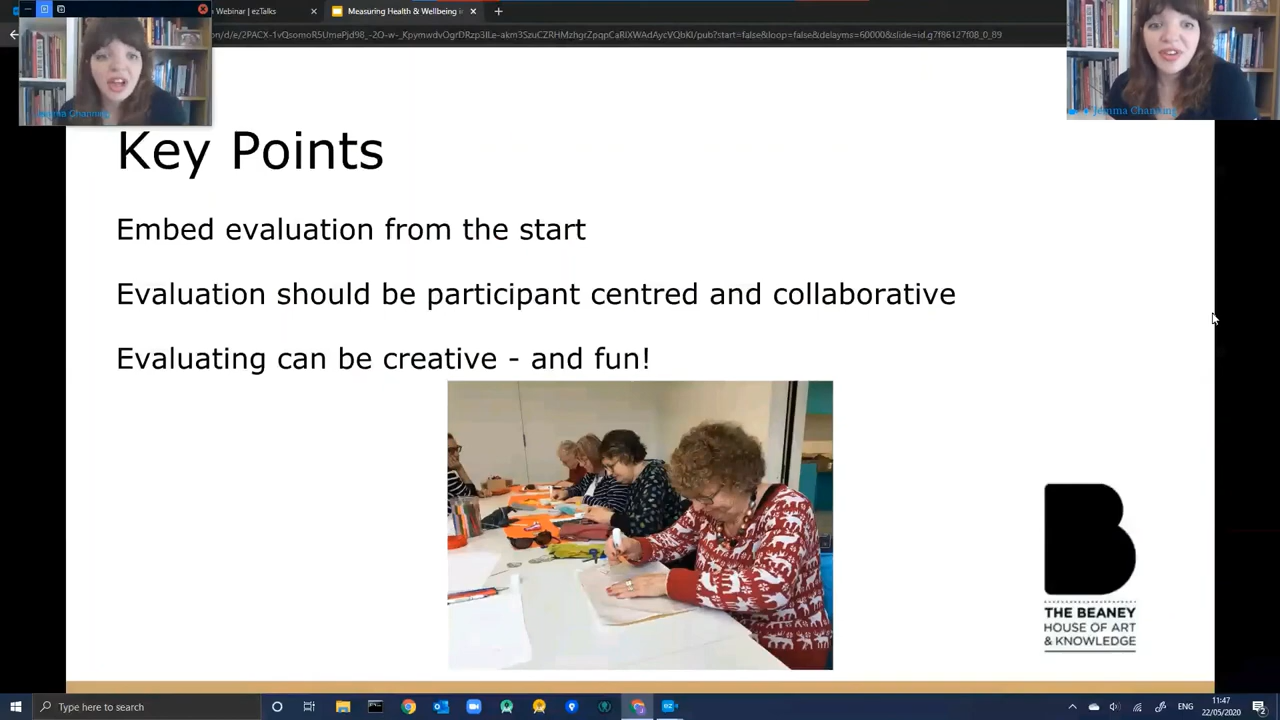 Webinar | ezTalks
Measuring Health & Wellbeing i
Key Points
Embed evaluation from the start
Evaluation should be participant centred and collaborative
Evaluating can be creative - and fun!
B
THE BEANEY
HOUSE OF ART
& KNOWLEDGE
Type here to search
ENG
11:47
22/05/2020
2